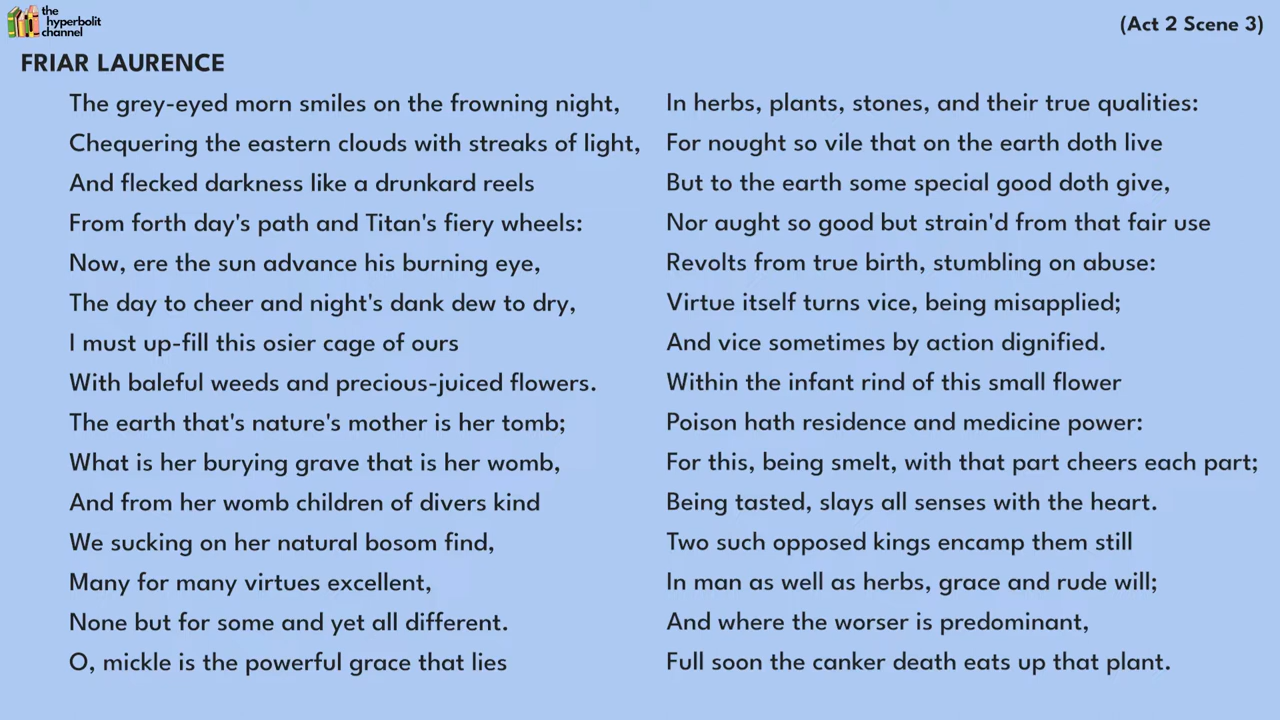 the
hyperbolit
channel
(Act 2 Scene 3)
FRIAR LAURENCE
The grey-eyed morn smiles on the frowning night,
Chequering the eastern clouds with streaks of light,
And flecked darkness like a drunkard reels
From forth day's path and Titan's fiery wheels:
Now, ere the sun advance his burning eye,
The day to cheer and night's dank dew to dry,
I must up-fill this osier cage of ours
With baleful weeds and precious-juiced flowers.
The earth that's nature's mother is her tomb;
What is her burying grave that is her womb,
And from her womb children of divers kind
We sucking on her natural bosom find,
Many for many virtues excellent,
None but for some and yet all different.
O, mickle is the powerful grace that lies
In herbs, plants, stones, and their true qualities:
For nought so vile that on the earth doth live
But to the earth some special good doth give,
Nor aught so good but strain'd from that fair use
Revolts from true birth, stumbling on abuse:
Virtue itself turns vice, being misapplied;
And vice sometimes by action dignified.
Within the infant rind of this small flower
Poison hath residence and medicine power:
For this, being smelt, with that part cheers each part;
Being tasted, slays all senses with the heart.
Two such opposed kings encamp them still
In man as well as herbs, grace and rude will;
And where the worser is predominant,
Full soon the canker death eats up that plant.